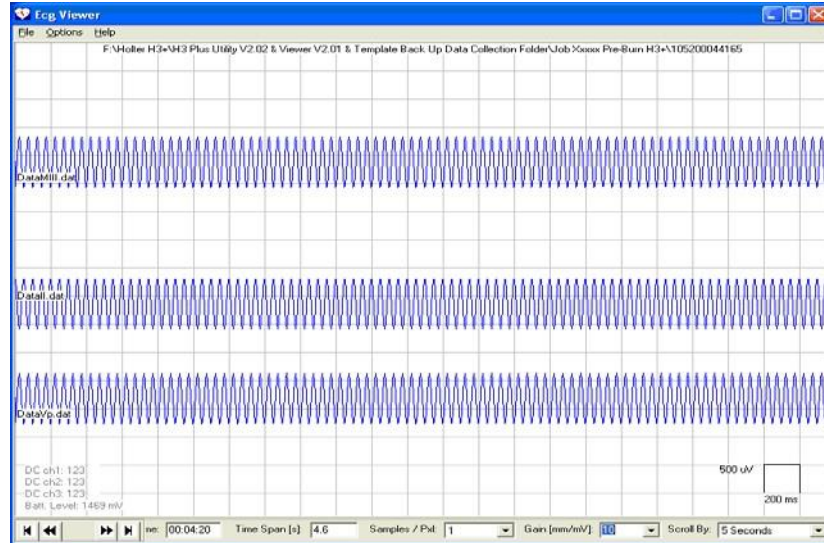 Ecg Viewer
File Options Help
F:\Holter H3+\H3 Plus Utility V2.02 & Viewer V2.01 & Template Back Up Data Collection Folder\Job Xxxxx Pre-Burn H3+\105200044165
DataMIII.dat
DataII.dat
DataVp.dat
500 uV
200 ms
DC ch1: 123
DC ch2: 123
DC ch3: 123
Batt. Level: 1469 mV
me: 00:04:20 Time Span [s] 4.6 Samples / Pxl: 1 Gain [mm/mV]: 10 Scroll By: 5 Seconds